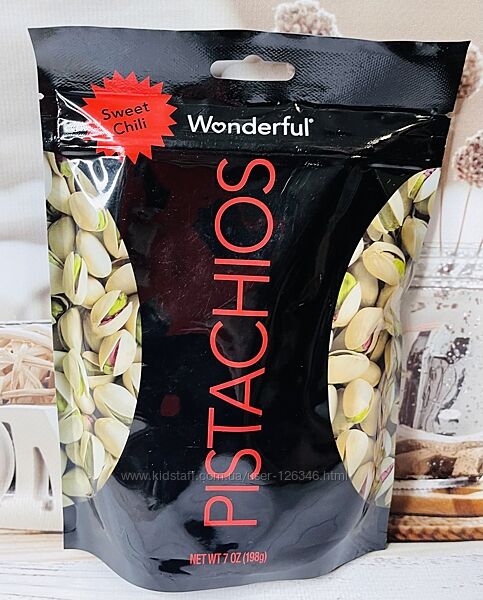 Sweet
Chili
Wonderful®
PISTACHIOS
www.kidstaff.com.ua/user-126346.html
NET WT 7 OZ (198g)